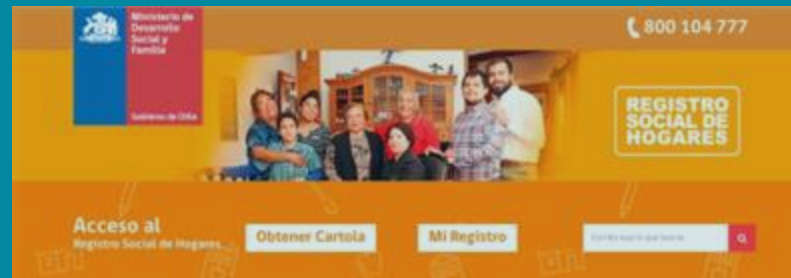 Ministerio de
Desarrollo
Social y
Familia
Gobierno de Chile
800 104 777
REGISTRO
SOCIAL DE
HOGARES
Acceso al
Registro Social de Hogares
Obtener Cartola
Mi Registro